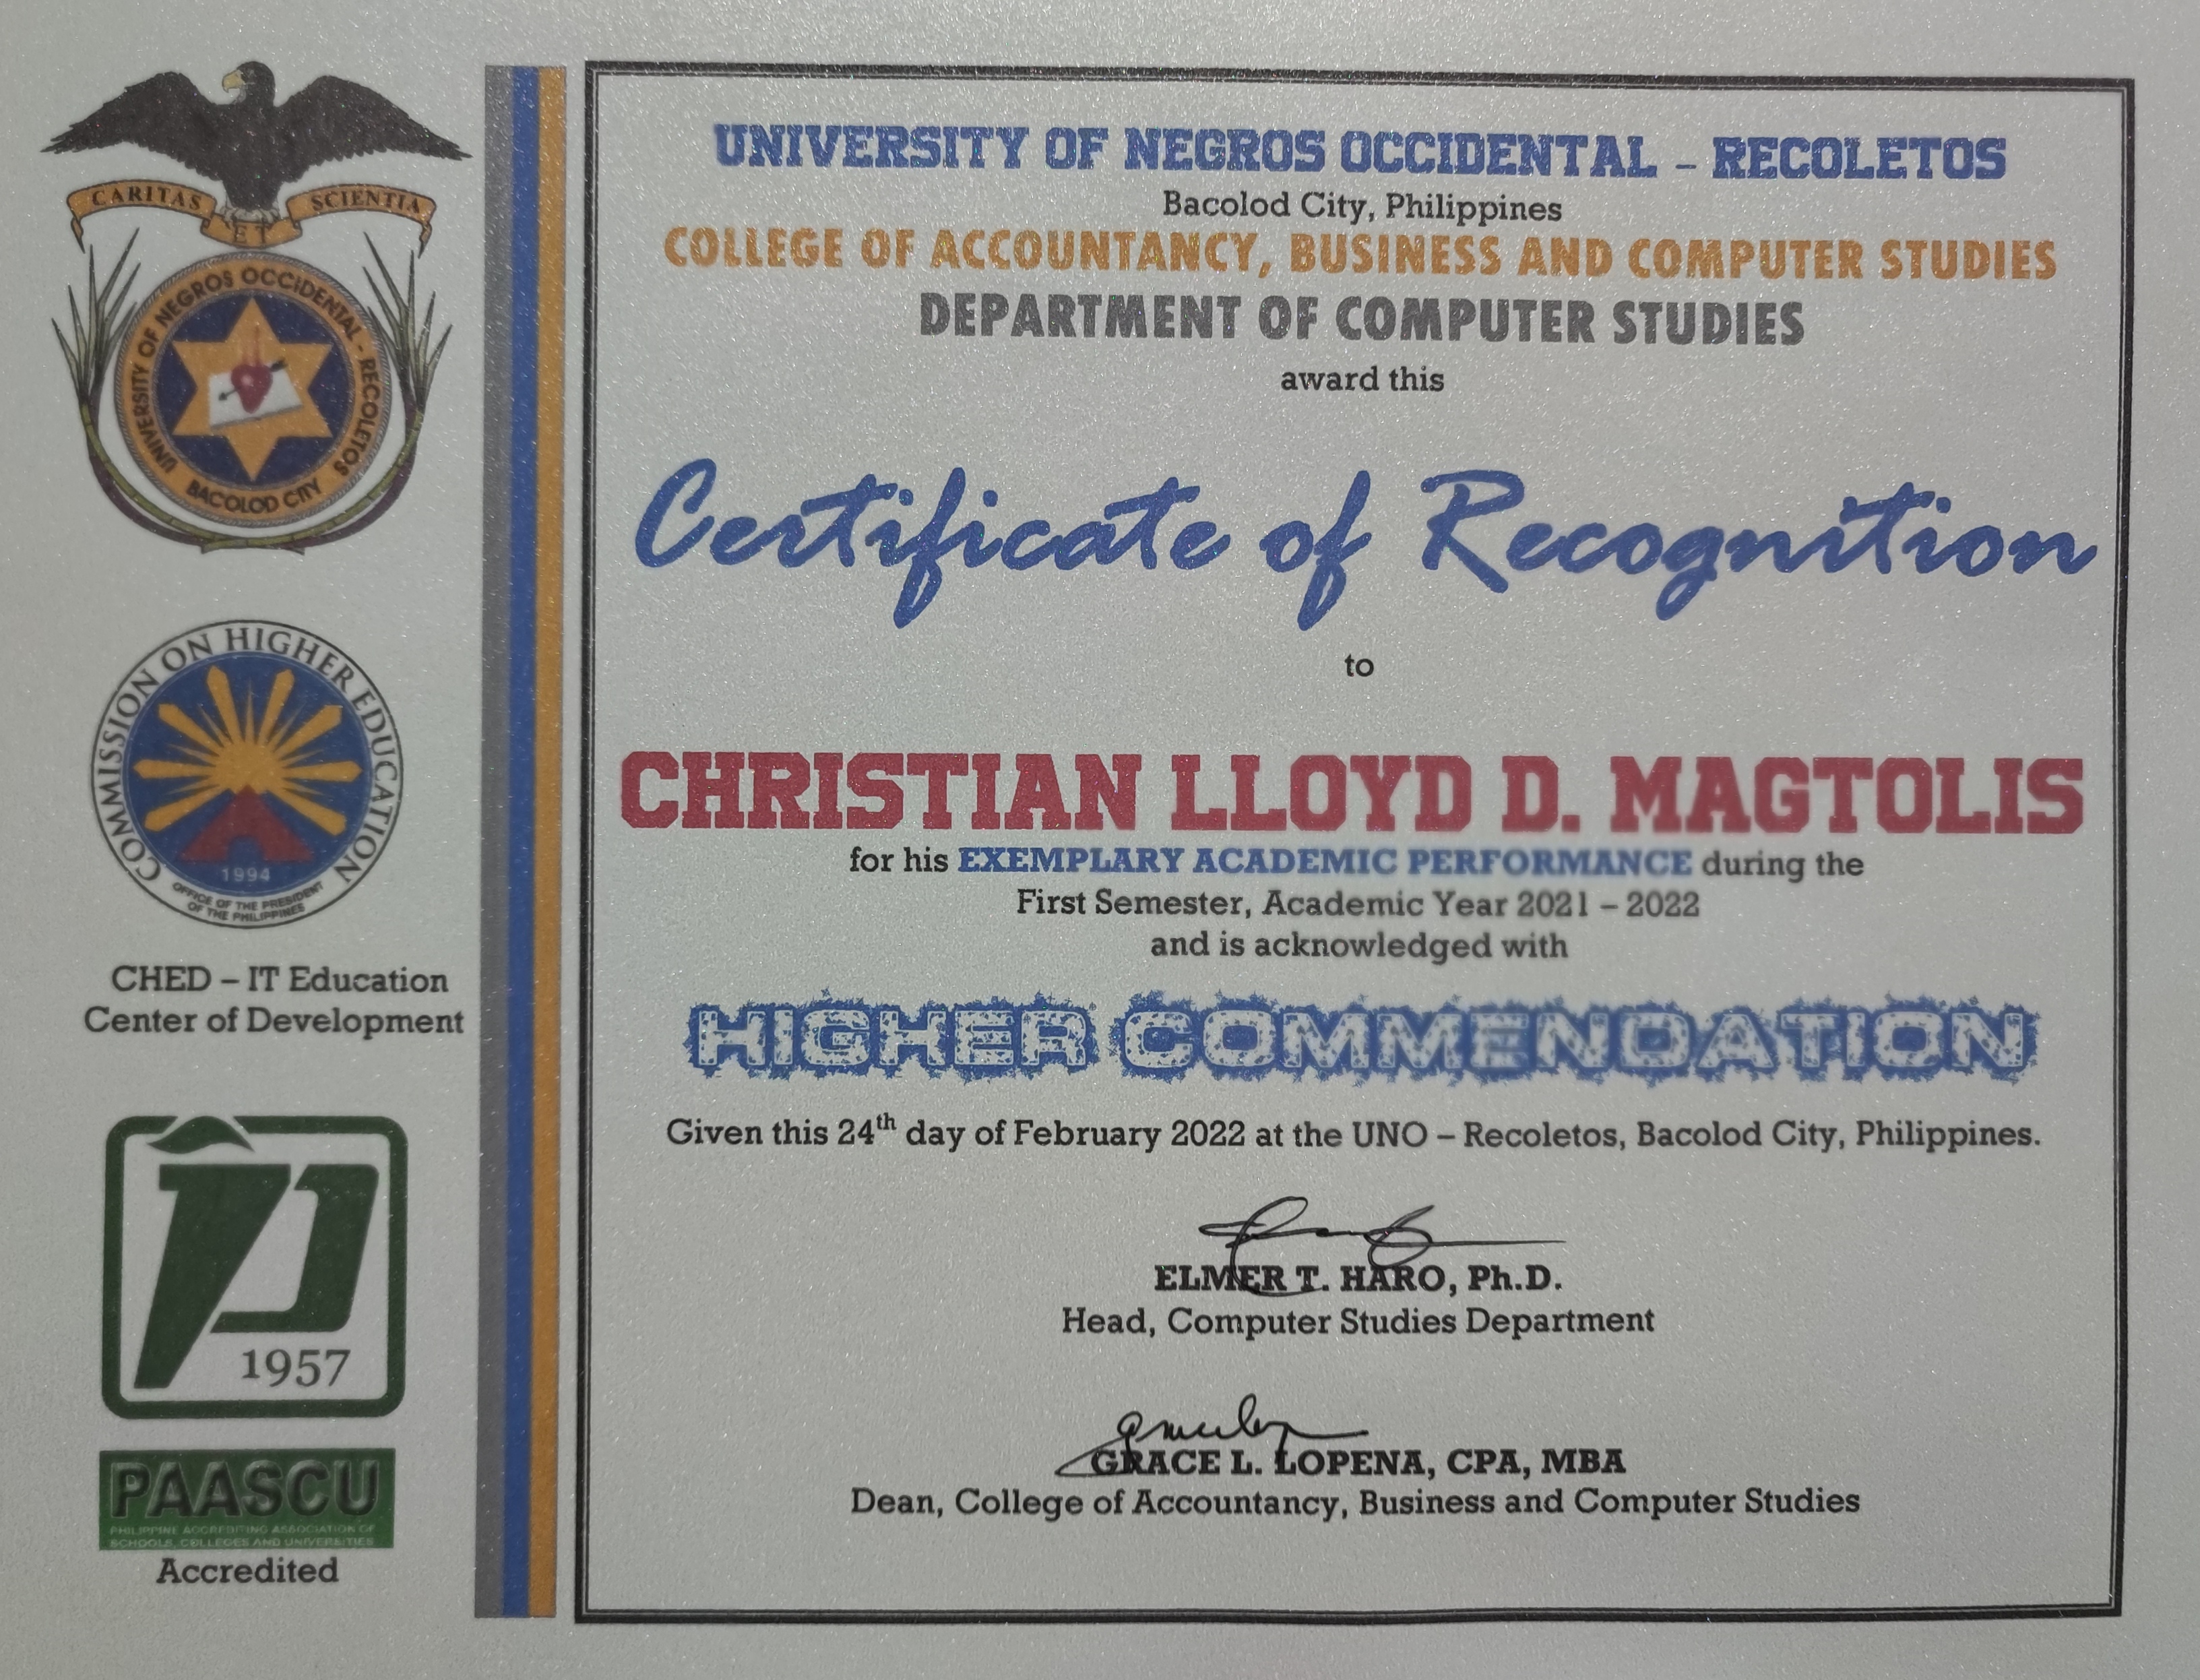 CARITAS ET SCIENTIA
UNIVERSITY OF NEGROS OCCIDENTAL - RECOLETOS
BACOLOD CITY
COMMISSION ON HIGHER EDUCATION
1994
OFFICE OF THE PRESIDENT
OF THE PHILIPPINES
CHED – IT Education
Center of Development
1957
PAASCU
PHILIPPINE ACCREDITING ASSOCIATION OF
SCHOOLS, COLLEGES AND UNIVERSITIES
Accredited
UNIVERSITY OF NEGROS OCCIDENTAL – RECOLETOS
Bacolod City, Philippines
COLLEGE OF ACCOUNTANCY, BUSINESS AND COMPUTER STUDIES
DEPARTMENT OF COMPUTER STUDIES
award this
Certificate of Recognition
to
CHRISTIAN LLOYD D. MAGTOLIS
for his EXEMPLARY ACADEMIC PERFORMANCE during the
First Semester, Academic Year 2021 – 2022
and is acknowledged with
HIGHER COMMENDATION
Given this 24th day of February 2022 at the UNO – Recoletos, Bacolod City, Philippines.
ELMER T. HARO, Ph.D.
Head, Computer Studies Department
GRACE L. LOPENA, CPA, MBA
Dean, College of Accountancy, Business and Computer Studies